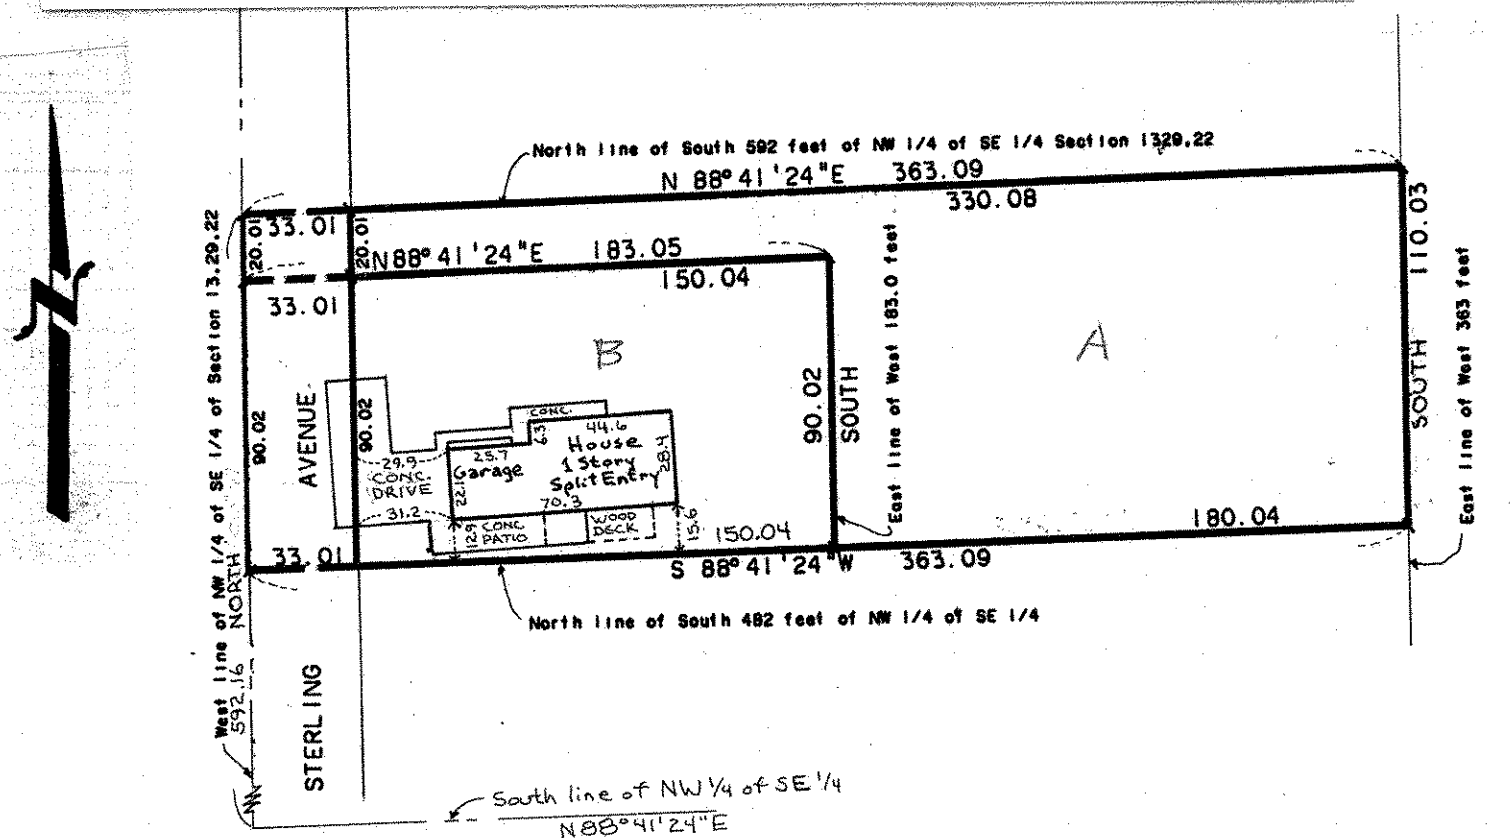 North line of South 592 feet of NW 1/4 of SE 1/4 Section 1329.22
N 88° 41 '24 "E 363.09
330.08
33.01
20.01
20.01
N88° 41 '24 "E 183.05
150.04
33.01
110.03
SOUTH
East line of West 363 feet
West line of NW 1/4 of SE 1/4 of Section 13.29.22
592.16 NORTH
East line of West 183.0 feet
A
B
90.02
AVENUE
90.02
90.02
SOUTH
CONC.
44.6
6.3
House
1 Story
Split Entry
28.4
25.7
Garage
22.1
70.3
29.9
CONC.
DRIVE
31.2
12.9
CONC.
PATIO
WOOD
DECK
15.6
150.04
180.04
33.01
S 88° 41 '24 "W 363.09
North line of South 482 feet of NW 1/4 of SE 1/4
STERLING
South line of NW 1/4 of SE 1/4
N88°41'24"E